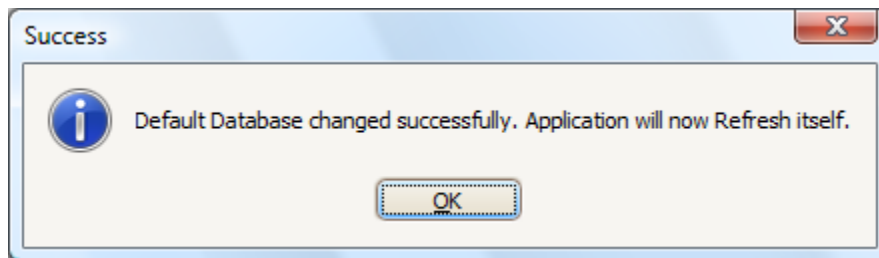 Success
Default Database changed successfully. Application will now Refresh itself.
OK